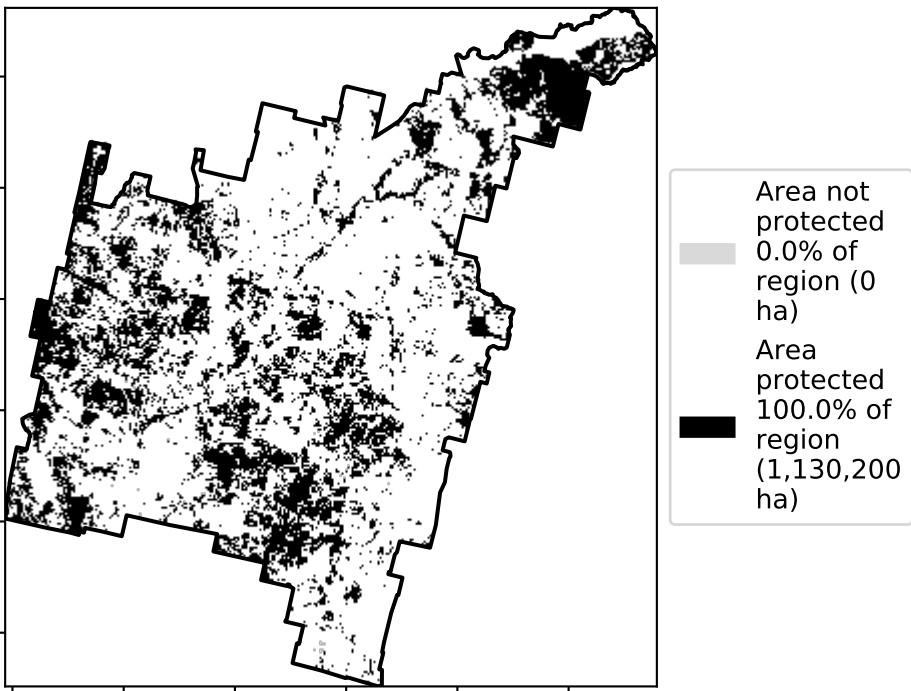 Area not
protected
0.0% of
region (0
ha)
Area
protected
100.0% of
region
(1,130,200
ha)